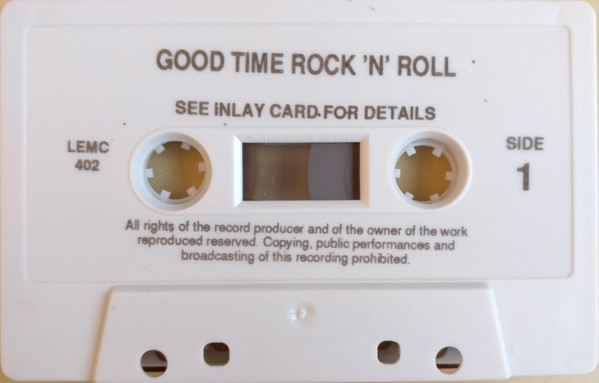 GOOD TIME ROCK 'N' ROLL
SEE INLAY CARD FOR DETAILS
LEMC
402
SIDE
1
All rights of the record producer and of the owner of the work
reproduced reserved. Copying, public performances and
broadcasting of this recording prohibited.